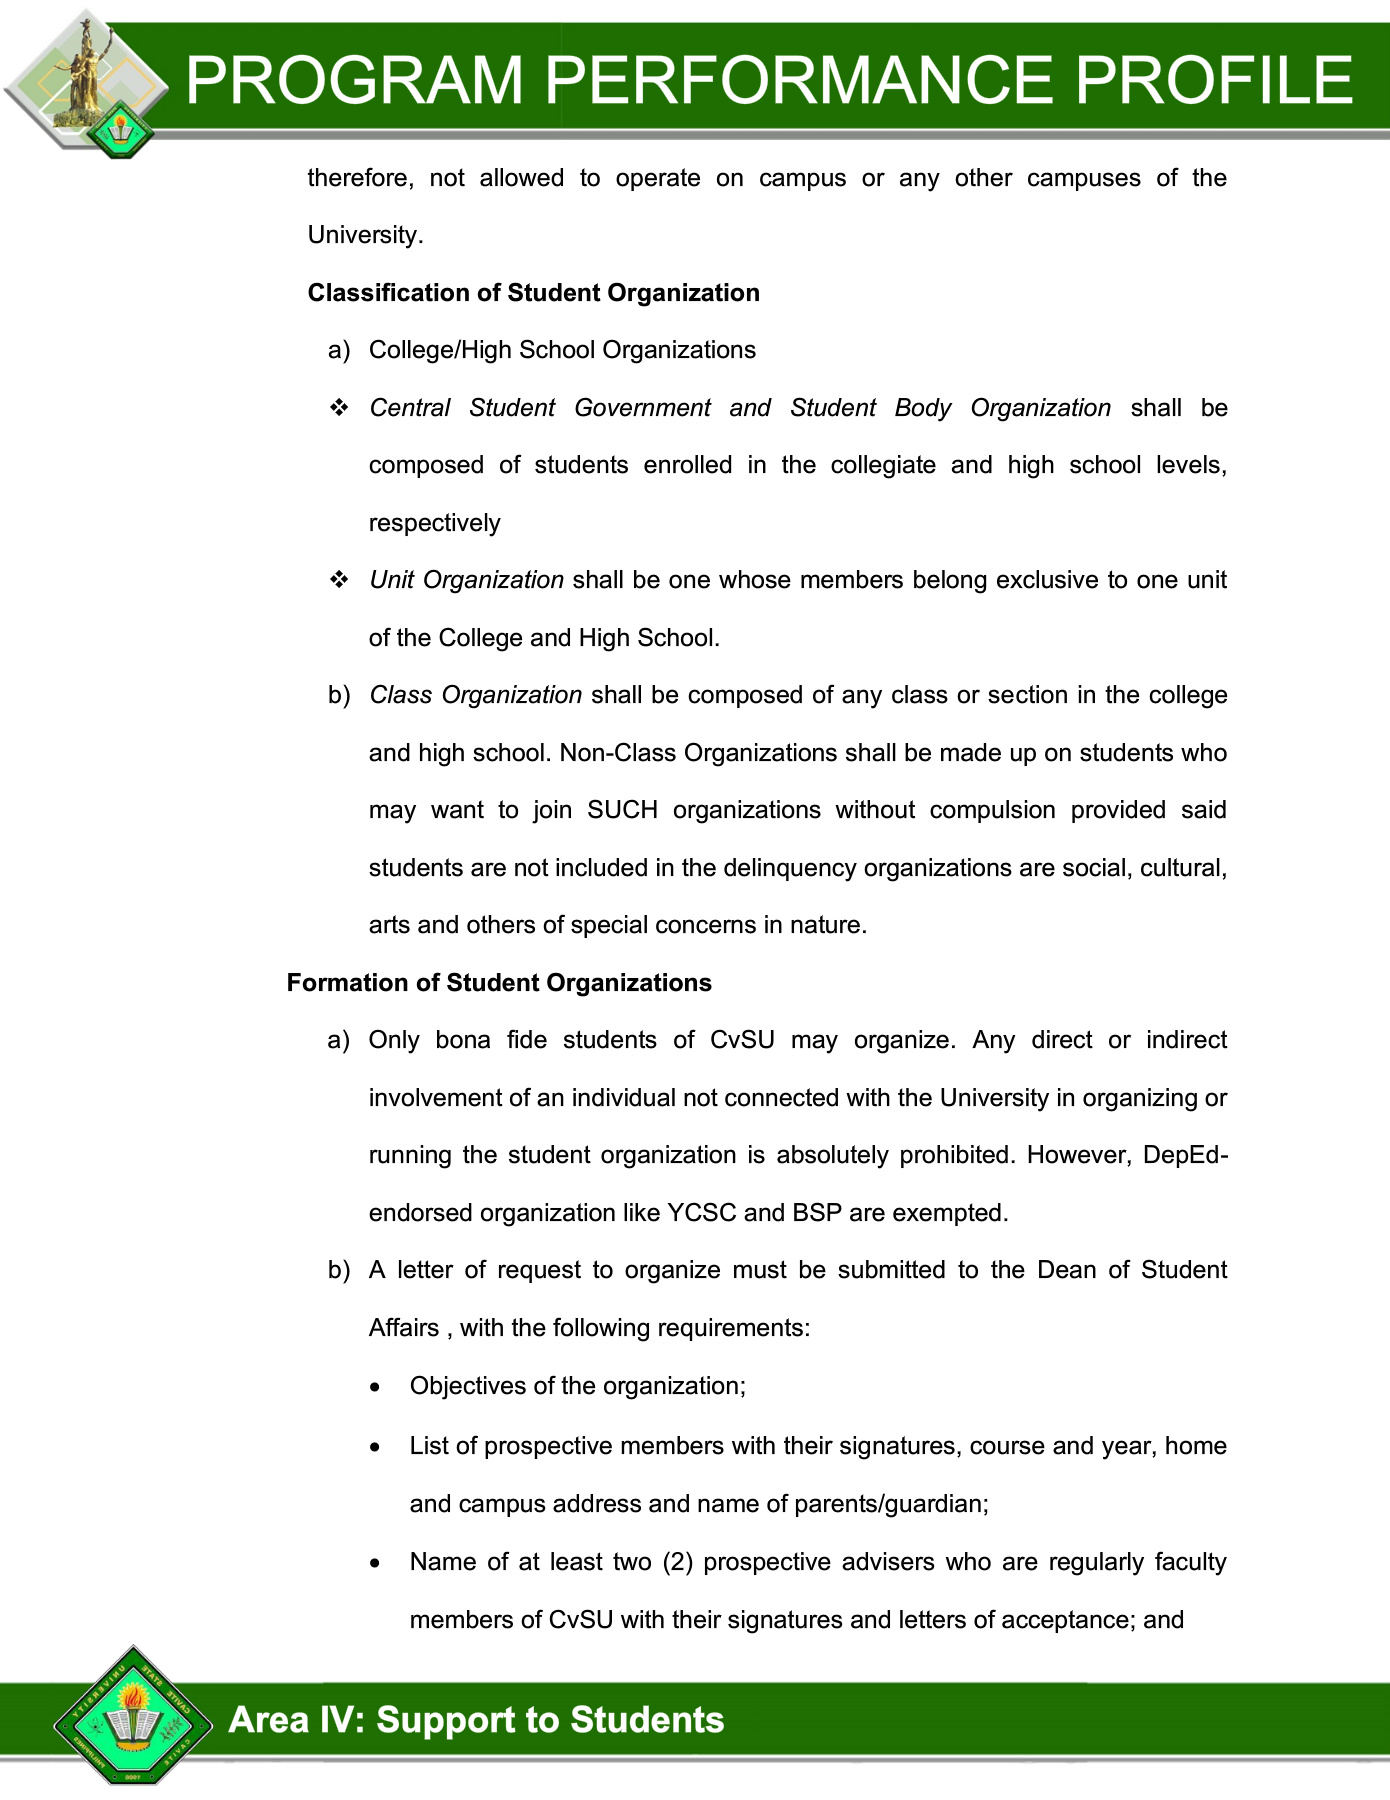 PROGRAM PERFORMANCE PROFILE
therefore, not allowed to operate on campus or any other campuses of the
University.
Classification of Student Organization
a) College/High School Organizations
❖ Central Student Government and Student Body Organization shall be
composed of students enrolled in the collegiate and high school levels,
respectively
❖ Unit Organization shall be one whose members belong exclusive to one unit
of the College and High School.
b) Class Organization shall be composed of any class or section in the college
and high school. Non-Class Organizations shall be made up on students who
may want to join SUCH organizations without compulsion provided said
students are not included in the delinquency organizations are social, cultural,
arts and others of special concerns in nature.
Formation of Student Organizations
a) Only bona fide students of CvSU may organize. Any direct or indirect
involvement of an individual not connected with the University in organizing or
running the student organization is absolutely prohibited. However, DepEd-
endorsed organization like YCSC and BSP are exempted.
b) A letter of request to organize must be submitted to the Dean of Student
Affairs , with the following requirements:
• Objectives of the organization;
• List of prospective members with their signatures, course and year, home
and campus address and name of parents/guardian;
• Name of at least two (2) prospective advisers who are regularly faculty
members of CvSU with their signatures and letters of acceptance; and
CAVITE STATE UNIVERSITY
CAVITE
PHILIPPINES
Area IV: Support to Students